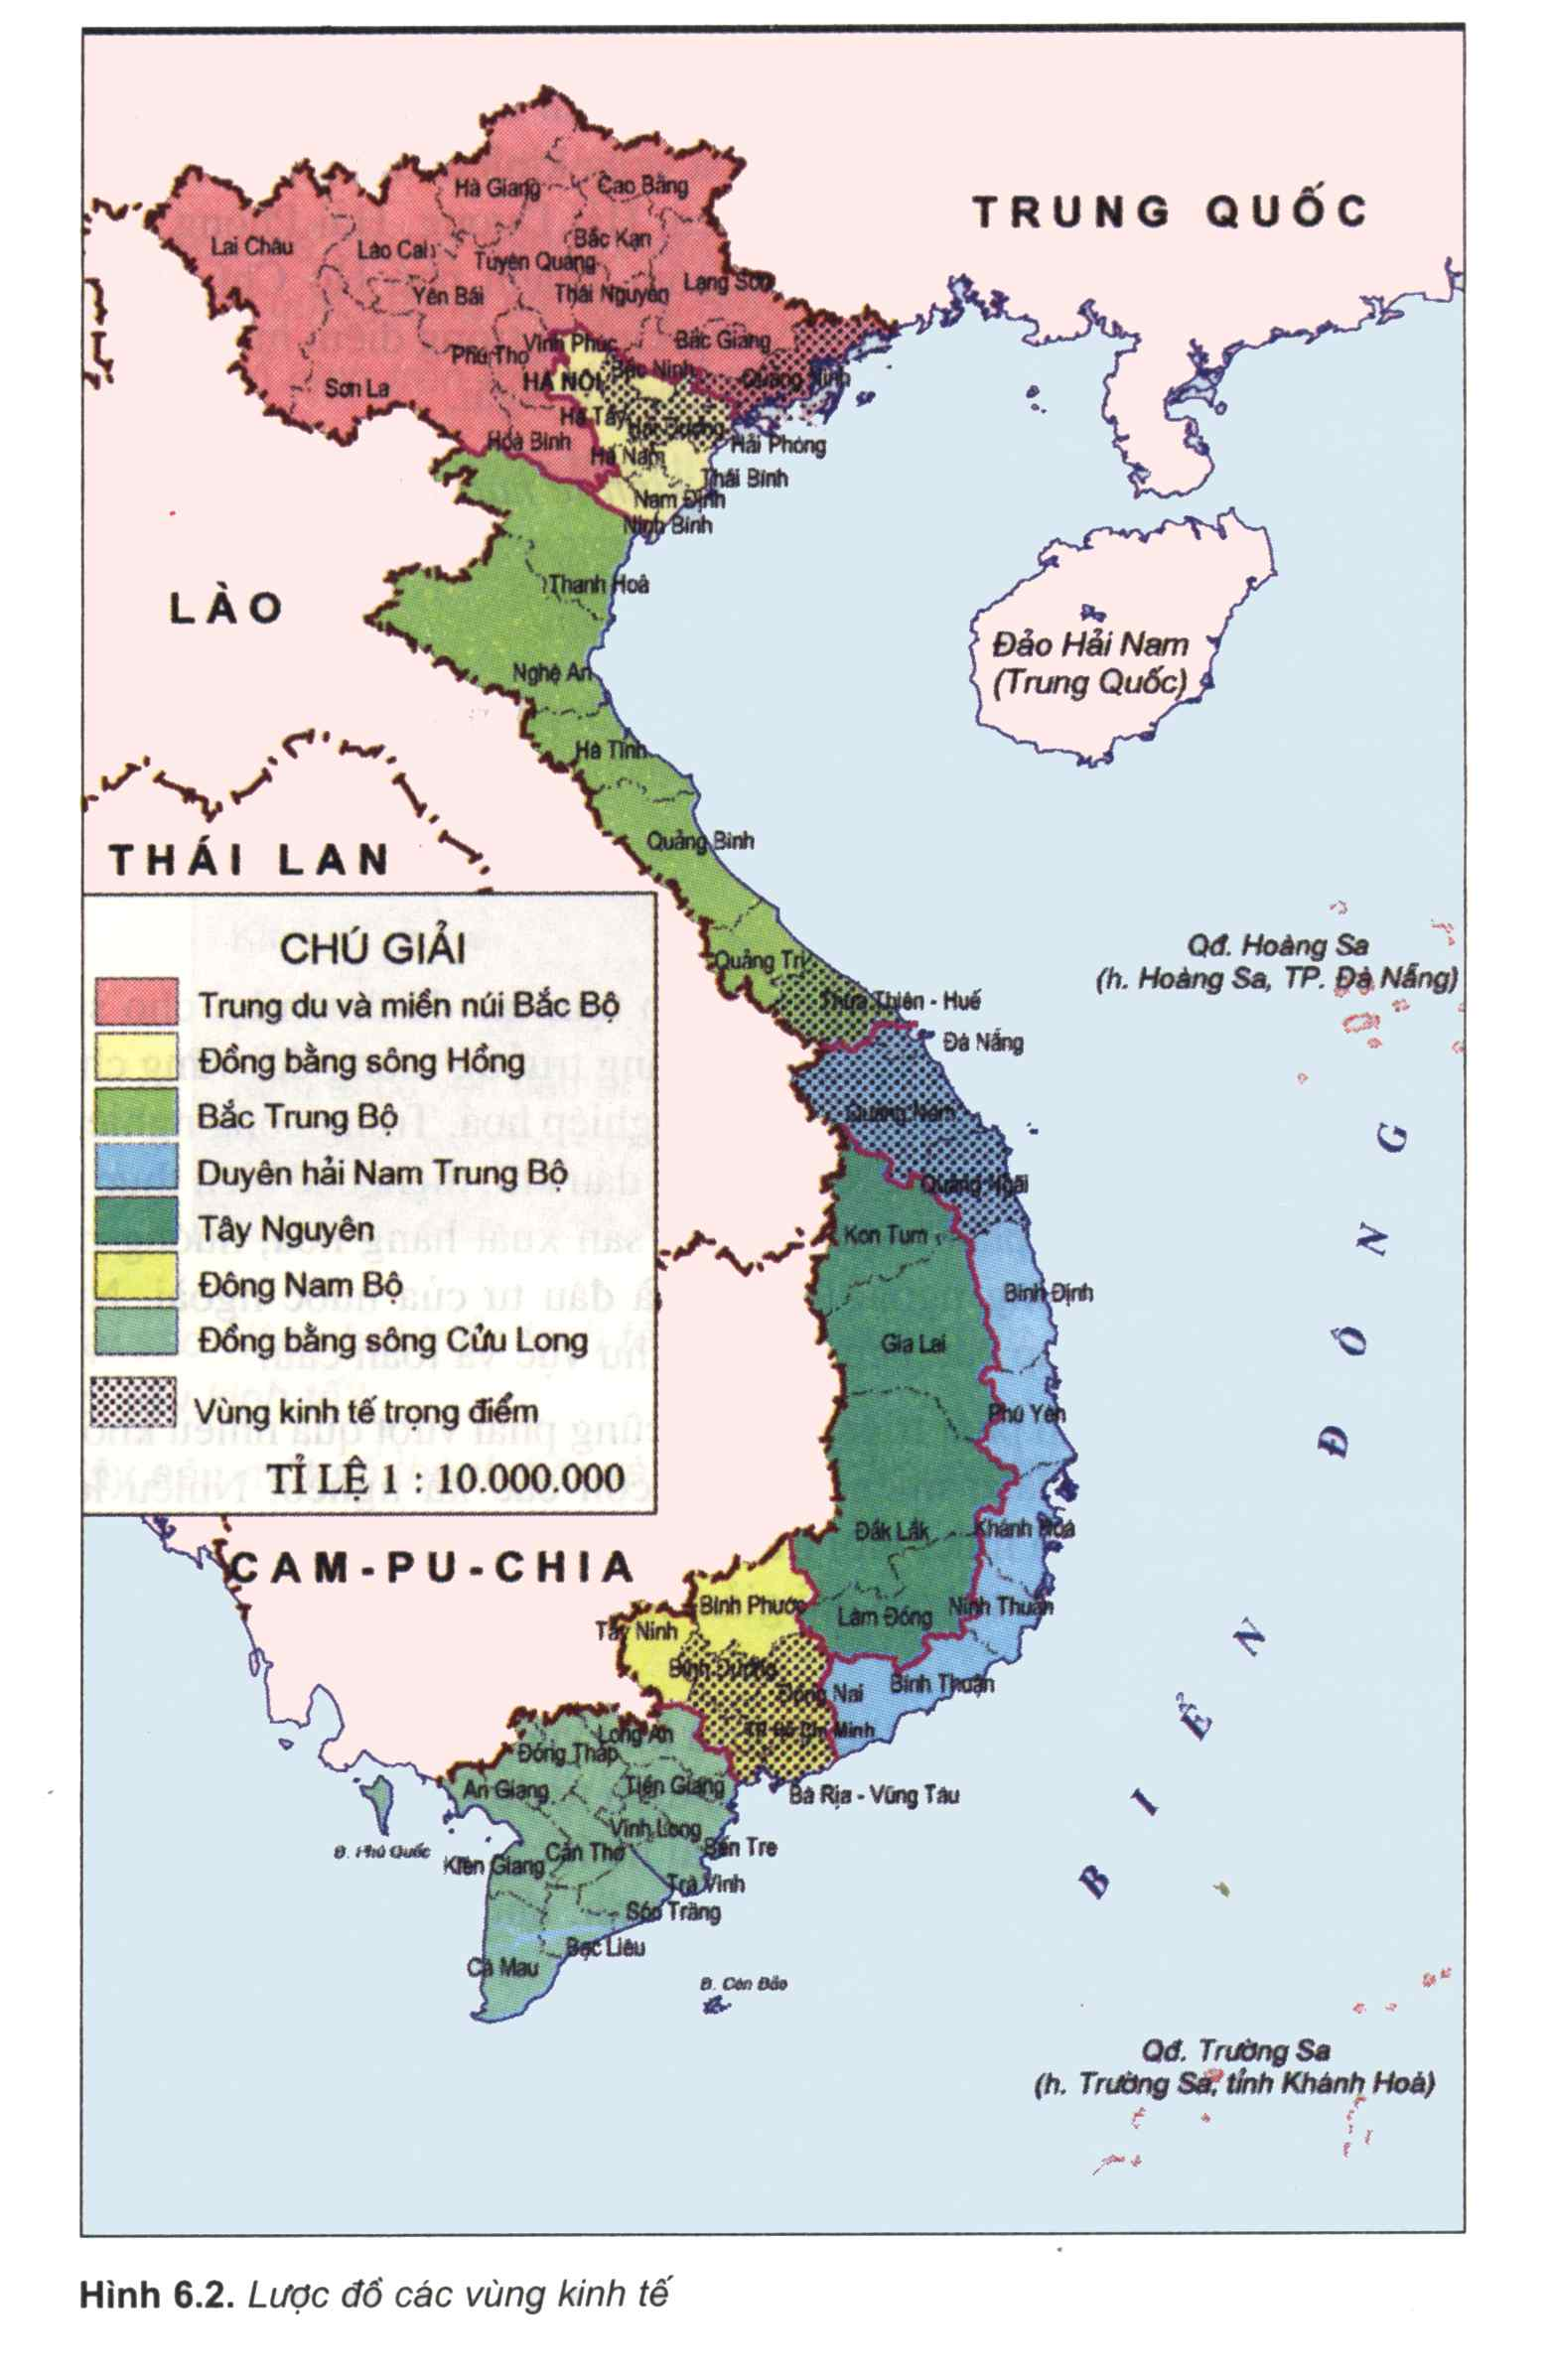 TRUNG QUỐC
Hà Giang
Cao Bằng
Lai Châu
Lào Cai
Bắc Kạn
Tuyên Quang
Lạng Sơn
Yên Bái
Thái Nguyên
Vĩnh Phúc
Bắc Giang
Phú Thọ
Bắc Ninh
Quảng Ninh
HÀ NỘI
Sơn La
Hà Tây
Hải Dương
Hoà Bình
Hải Phòng
Hà Nam
Thái Bình
Nam Định
Ninh Bình
Thanh Hoá
LÀO
Đảo Hải Nam
(Trung Quốc)
Nghệ An
Hà Tĩnh
Quảng Bình
THÁI LAN
CHÚ GIẢI
Trung du và miền núi Bắc Bộ
Đồng bằng sông Hồng
Bắc Trung Bộ
Duyên hải Nam Trung Bộ
Tây Nguyên
Đông Nam Bộ
Đồng bằng sông Cửu Long
Vùng kinh tế trọng điểm
TỈ LỆ 1 : 10.000.000
Quảng Trị
Thừa Thiên - Huế
Đà Nẵng
Qđ. Hoàng Sa
(h. Hoàng Sa, TP. Đà Nẵng)
Quảng Nam
Quảng Ngãi
Kon Tum
Bình Định
Gia Lai
Phú Yên
Đắk Lắk
Khánh Hoà
CAM-PU-CHIA
Bình Phước
Lâm Đồng
Ninh Thuận
Tây Ninh
Bình Dương
Đồng Nai
Bình Thuận
TP. Hồ Chí Minh
Long An
Đồng Tháp
An Giang
Tiền Giang
Bà Rịa - Vũng Tàu
Vĩnh Long
Bến Tre
Đ. Phú Quốc
Kiên Giang
Cần Thơ
Trà Vinh
Sóc Trăng
Bạc Liêu
Cà Mau
Đ. Côn Đảo
BIỂN ĐÔNG
Qđ. Trường Sa
(h. Trường Sa, tỉnh Khánh Hoà)
Hình 6.2. Lược đồ các vùng kinh tế